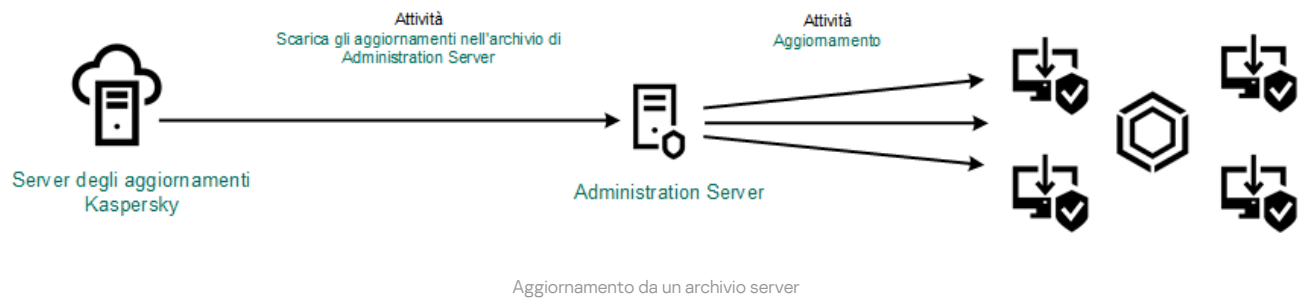 Attività
Scarica gli aggiornamenti nell'archivio di
Administration Server
Attività
Aggiornamento
Server degli aggiornamenti
Kaspersky
Administration Server
Aggiornamento da un archivio server